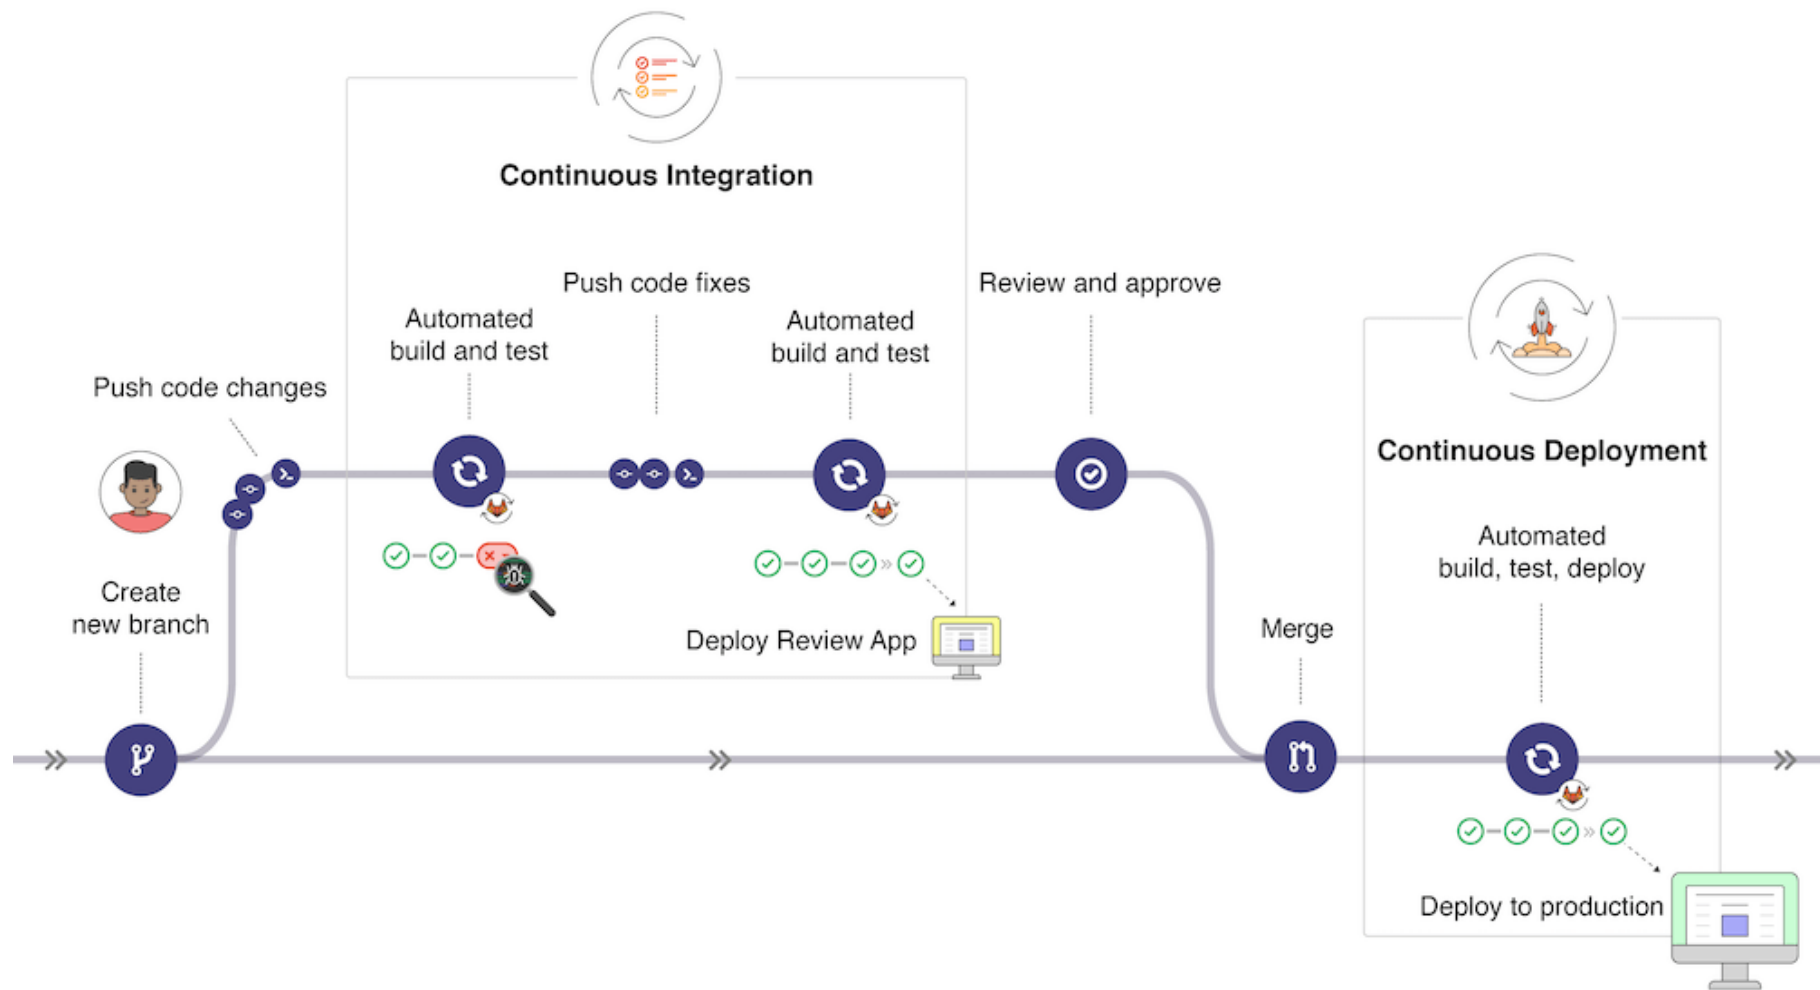 Continuous Integration
Push code fixes
Review and approve
Automated
build and test
Automated
build and test
Push code changes
Continuous Deployment
Automated
build, test, deploy
Create
new branch
Deploy Review App
Merge
Deploy to production